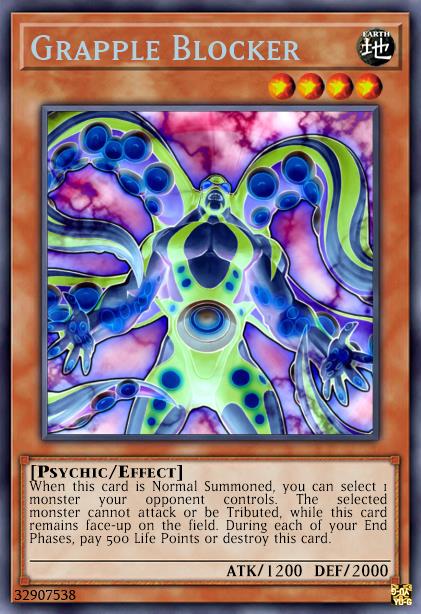 GRAPPLE BLOCKER
EARTH
地
[PSYCHIC/EFFECT]
When this card is Normal Summoned, you can select 1
monster your opponent controls. The selected
monster cannot attack or be Tributed, while this card
remains face-up on the field. During each of your End
Phases, pay 500 Life Points or destroy this card.
ATK/1200 DEF/2000
32907538